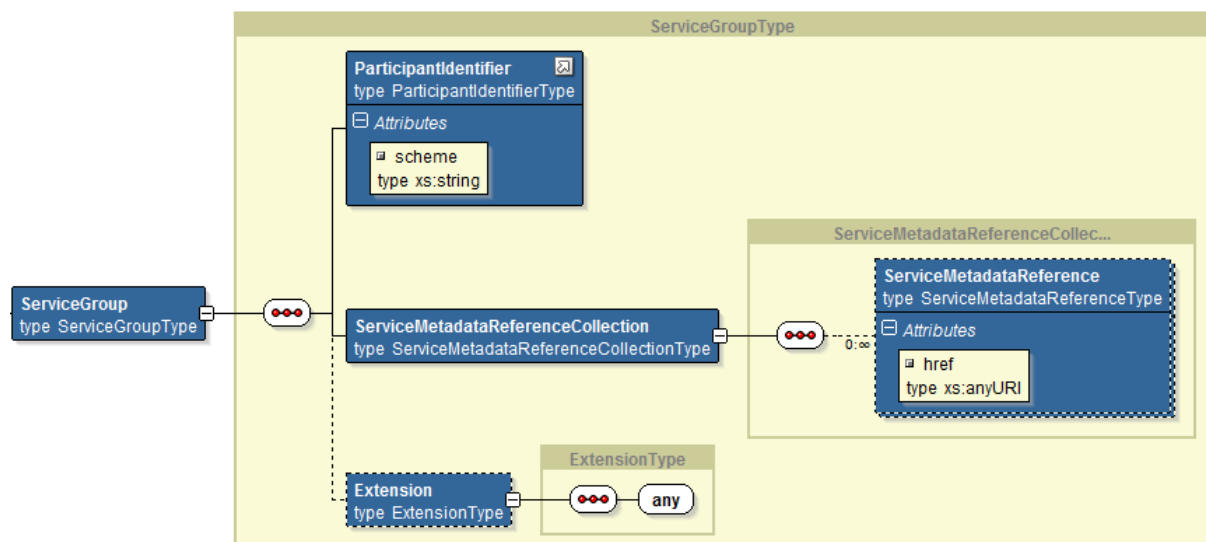 ServiceGroupType
ParticipantIdentifier
type ParticipantIdentifierType
Attributes
scheme
type xs:string
ServiceMetadataReferenceCollec...
ServiceMetadataReference
type ServiceMetadataReferenceType
Attributes
href
type xs:anyURI
0:∞
ServiceGroup
type ServiceGroupType
ServiceMetadataReferenceCollection
type ServiceMetadataReferenceCollectionType
ExtensionType
Extension
type ExtensionType
any